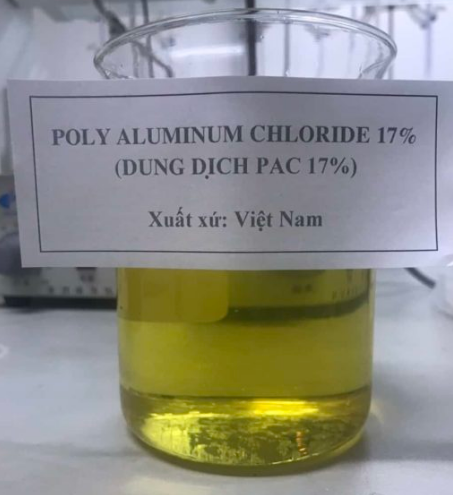 POLY ALUMINUM CHLORIDE 17%
(DUNG DỊCH PAC 17%)
Xuất xứ: Việt Nam